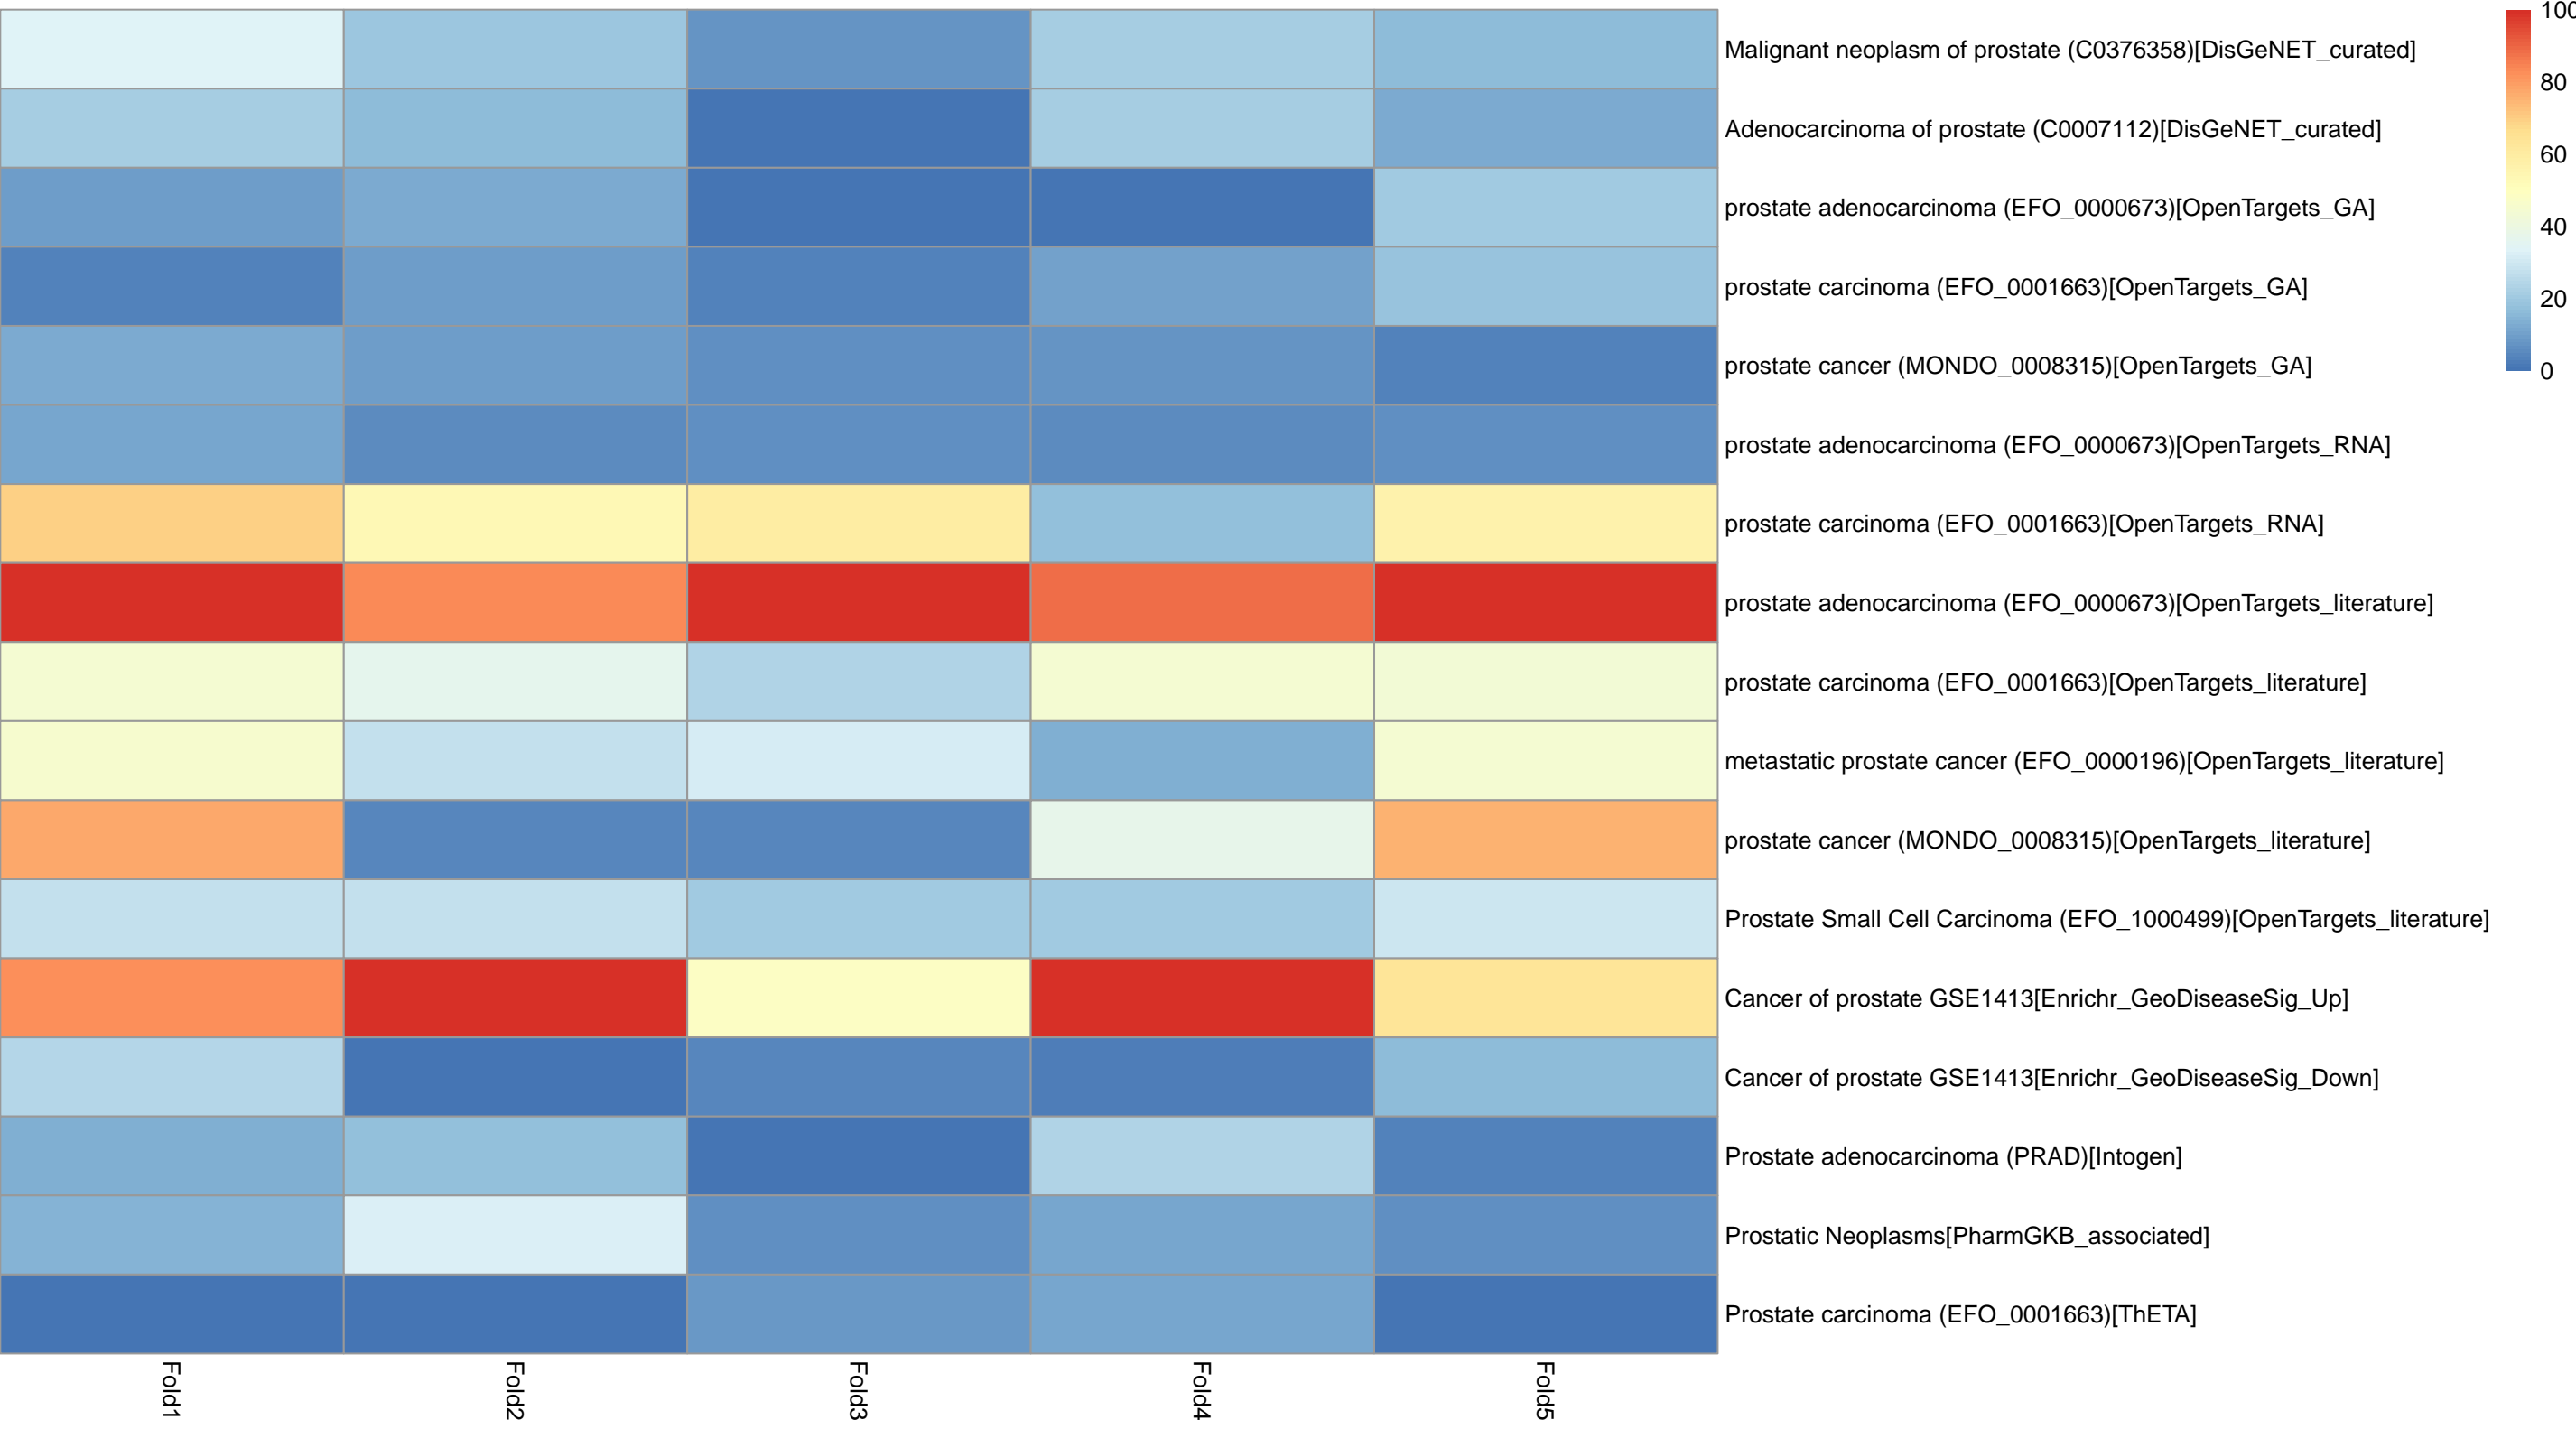 Malignant neoplasm of prostate (C0376358)[DisGeNET_curated]
Adenocarcinoma of prostate (C0007112)[DisGeNET_curated]
prostate adenocarcinoma (EFO_0000673)[OpenTargets_GA]
prostate carcinoma (EFO_0001663)[OpenTargets_GA]
prostate cancer (MONDO_0008315)[OpenTargets_GA]
prostate adenocarcinoma (EFO_0000673)[OpenTargets_RNA]
prostate carcinoma (EFO_0001663)[OpenTargets_RNA]
prostate adenocarcinoma (EFO_0000673)[OpenTargets_literature]
prostate carcinoma (EFO_0001663)[OpenTargets_literature]
metastatic prostate cancer (EFO_0000196)[OpenTargets_literature]
prostate cancer (MONDO_0008315)[OpenTargets_literature]
Prostate Small Cell Carcinoma (EFO_1000499)[OpenTargets_literature]
Cancer of prostate GSE1413[Enrichr_GeoDiseaseSig_Up]
Cancer of prostate GSE1413[Enrichr_GeoDiseaseSig_Down]
Prostate adenocarcinoma (PRAD)[Intogen]
Prostatic Neoplasms[PharmGKB_associated]
Prostate carcinoma (EFO_0001663)[ThETA]
Fold1
Fold2
Fold3
Fold4
Fold5
100
80
60
40
20
0